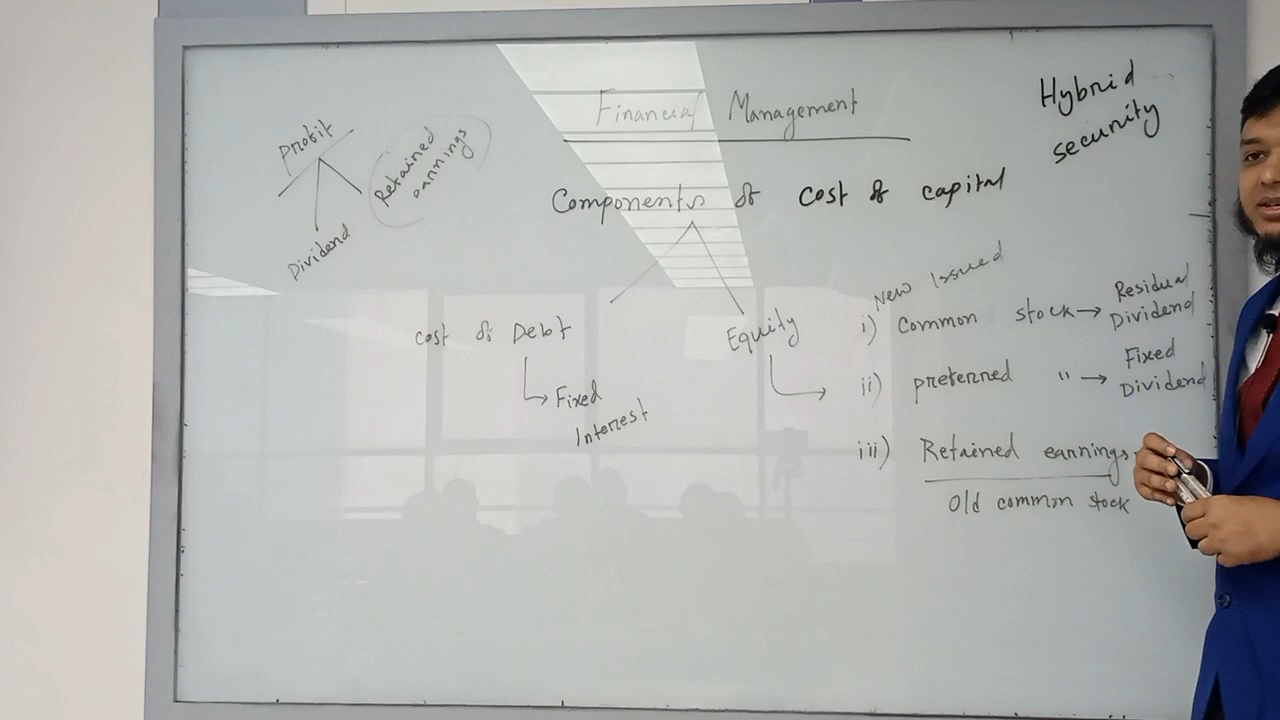 Financial Management
Hybrid
security
Profit
Retained
earnings
Dividend
Components of cost of capital
Cost of Debt
Fixed
Interest
Equity
New Issued
i) Common stock → Residual
Dividend
ii) preferred " → Fixed
Dividend
iii) Retained earnings
Old common stock